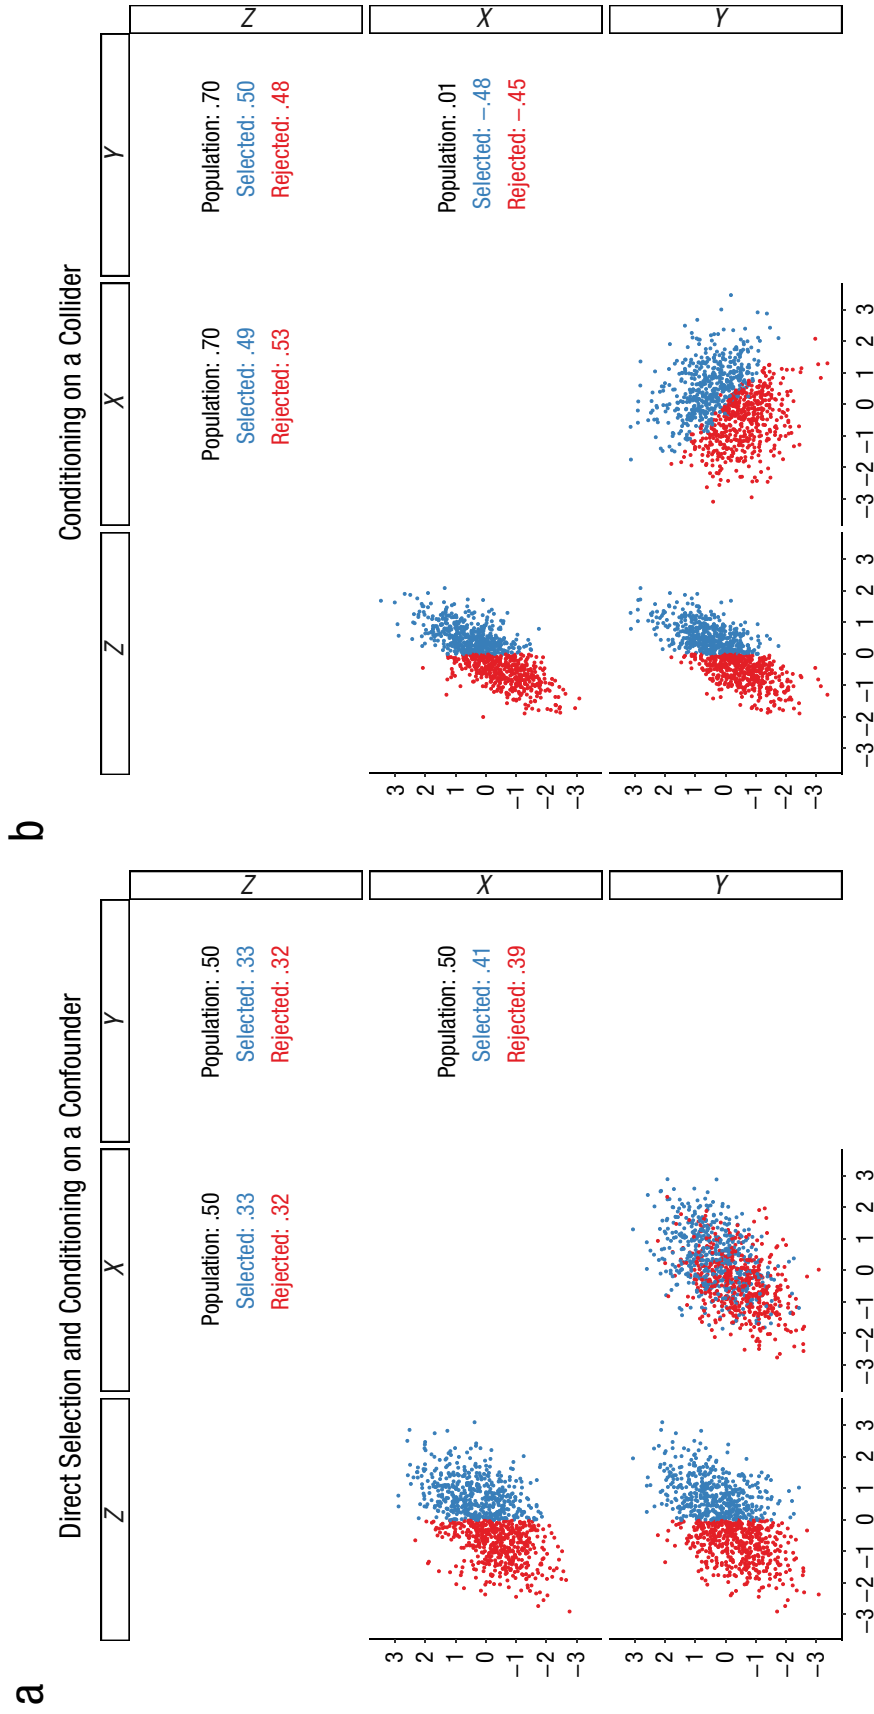 a
Direct Selection and Conditioning on a Confounder
Z
X
Y
Population: .50
Selected: .33
Rejected: .32
Population: .50
Selected: .33
Rejected: .32
Z
3
2
1
0
−1
−2
−3
Population: .50
Selected: .41
Rejected: .39
X
3
2
1
0
−1
−2
−3
Y
−3 −2 −1 0 1 2 3
−3 −2 −1 0 1 2 3
b
Conditioning on a Collider
Z
X
Y
Population: .70
Selected: .49
Rejected: .53
Population: .70
Selected: .50
Rejected: .48
Z
3
2
1
0
−1
−2
−3
Population: .01
Selected: −.48
Rejected: −.45
X
3
2
1
0
−1
−2
−3
Y
−3 −2 −1 0 1 2 3
−3 −2 −1 0 1 2 3